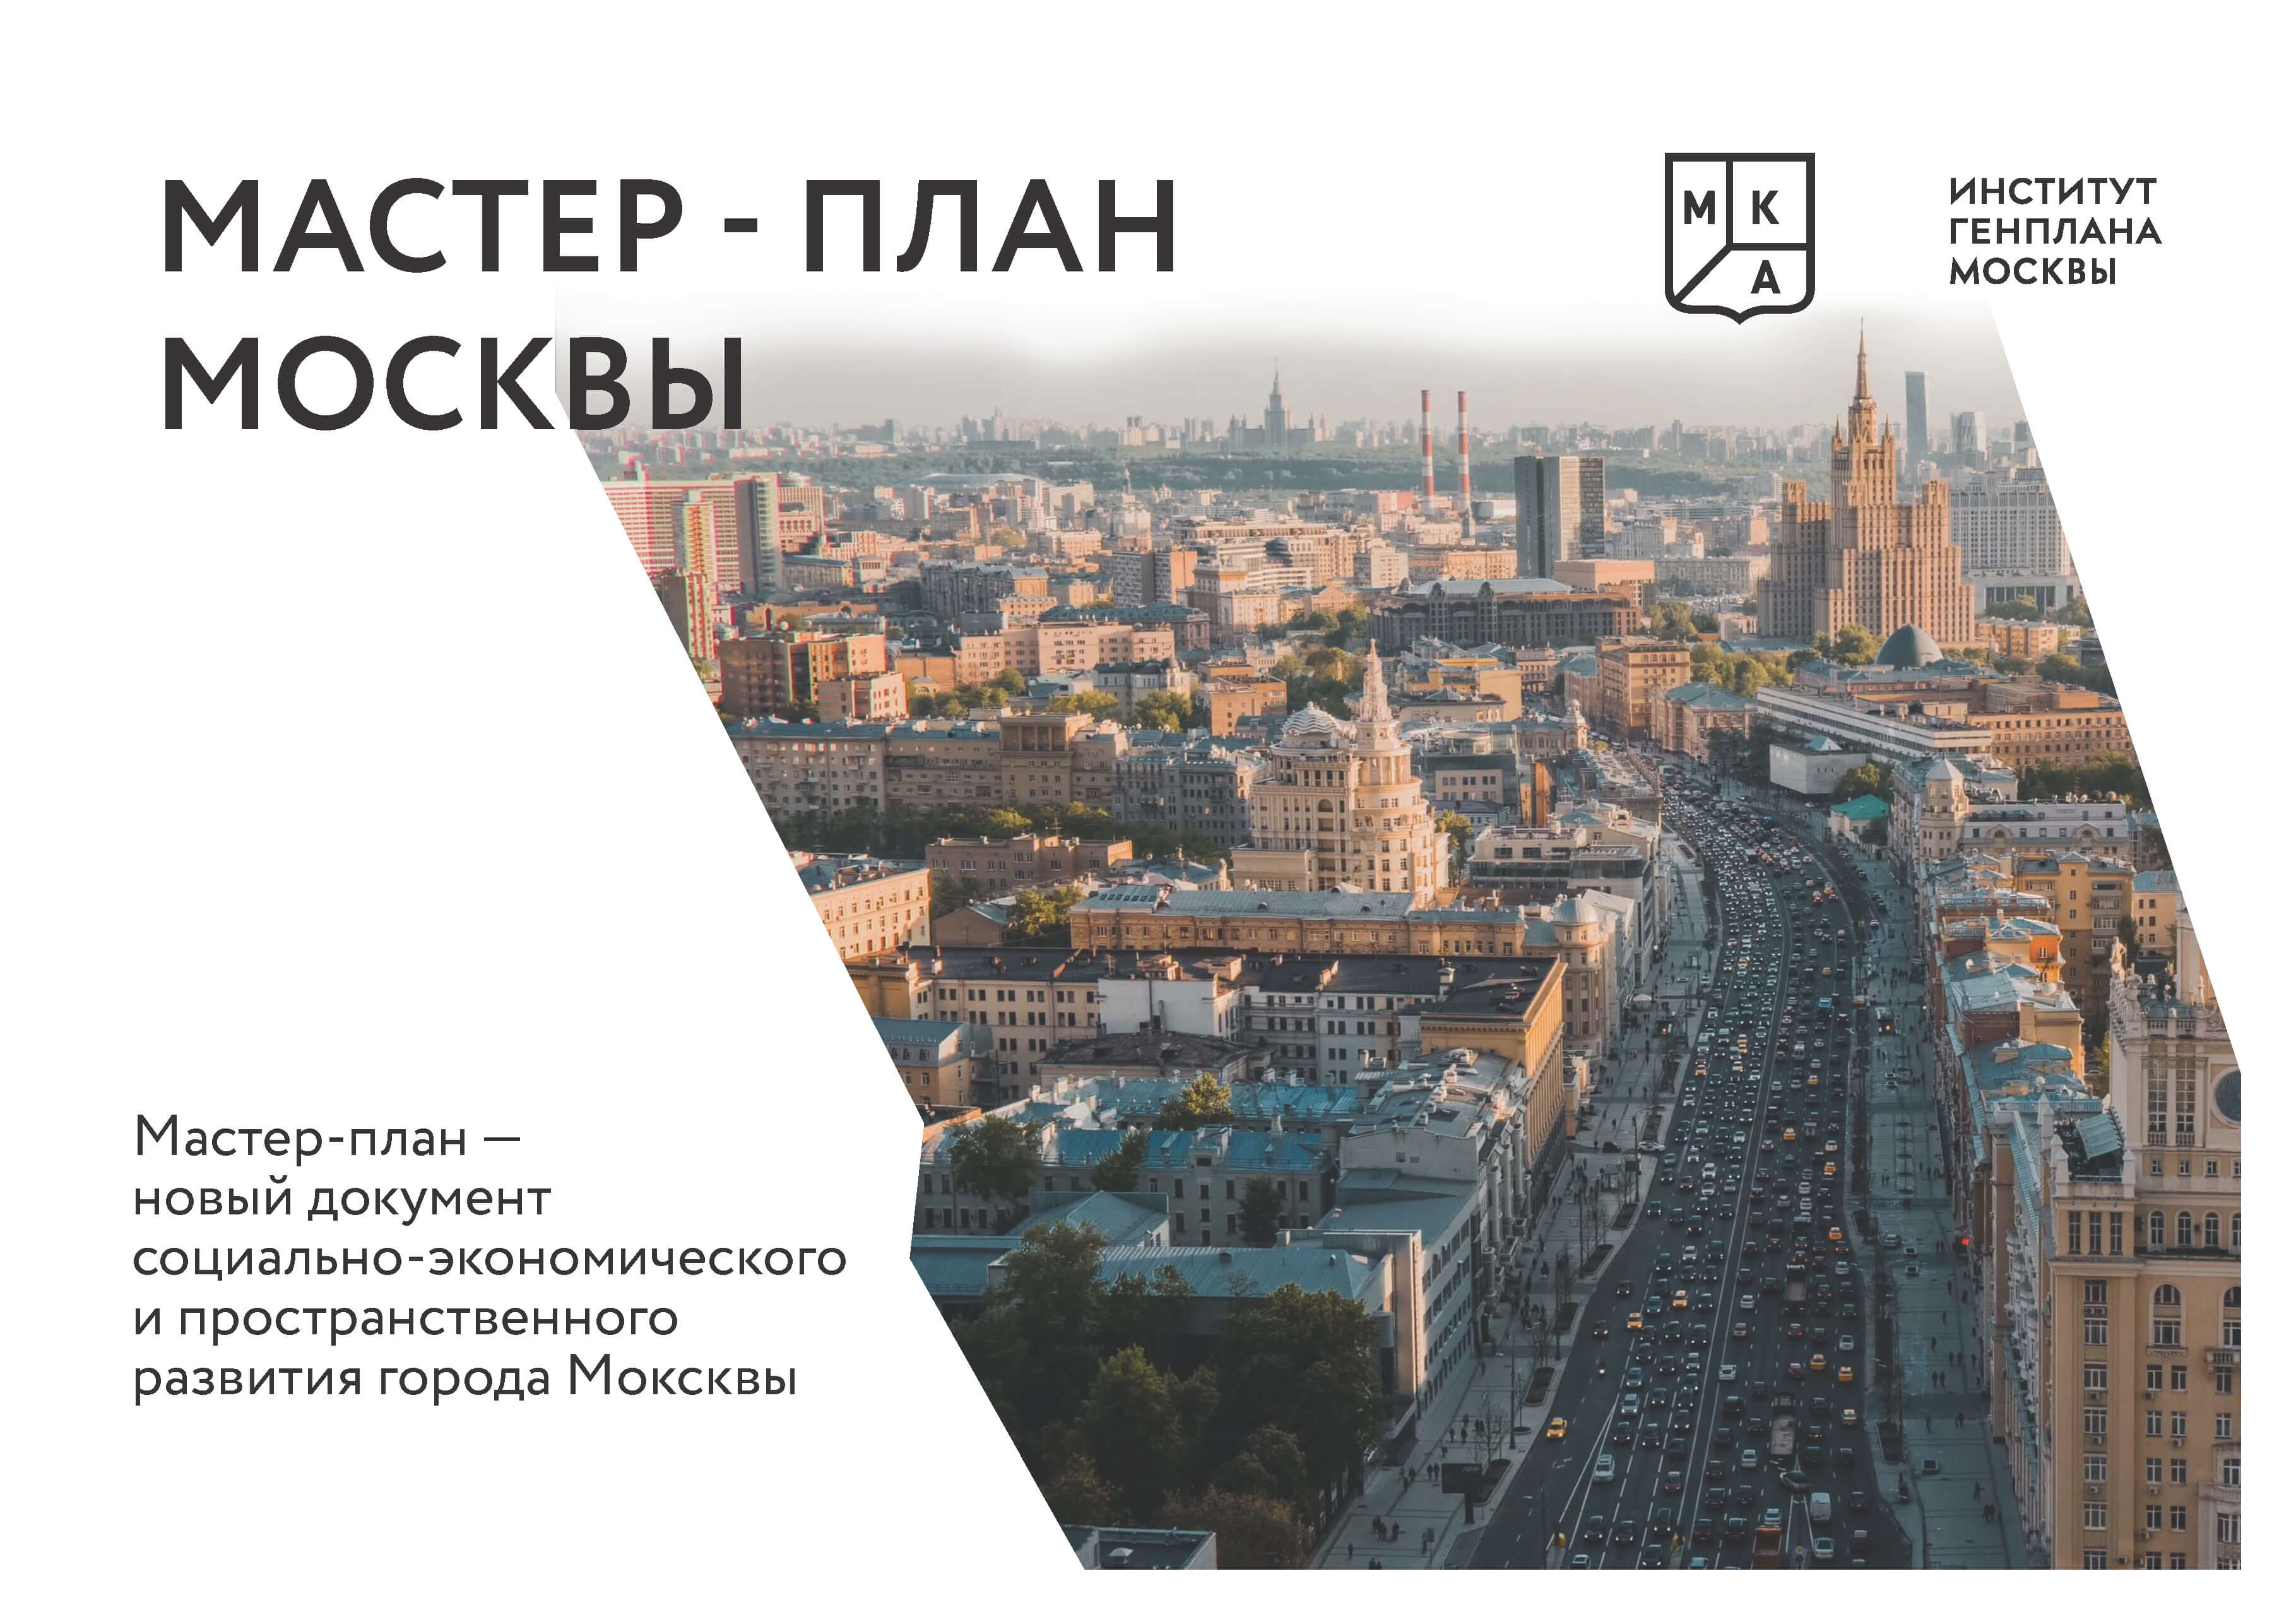 МАСТЕР - ПЛАН
МОСКВЫ
М К
А
ИНСТИТУТ
ГЕНПЛАНА
МОСКВЫ
Мастер-план —
новый документ
социально-экономического
и пространственного
развития города Моксквы